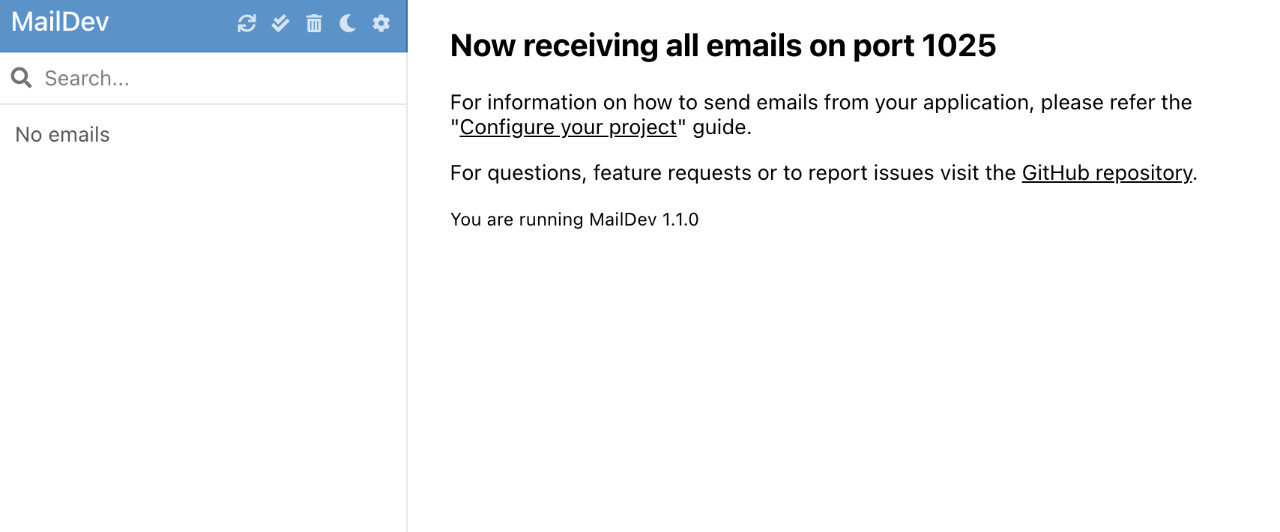 MailDev
Search...
No emails
Now receiving all emails on port 1025
For information on how to send emails from your application, please refer the
"Configure your project" guide.
For questions, feature requests or to report issues visit the GitHub repository.
You are running MailDev 1.1.0